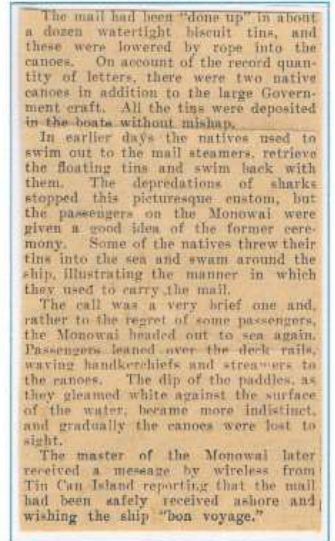 The mail had been "done up" in about
a dozen watertight biscuit tins, and
these were lowered by rope into the
canoes. On account of the record quan-
tity of letters, there were two native
canoes in addition to the large Govern-
ment craft. All the tins were deposited
in the boats without mishap.
In earlier days the natives used to
swim out to the mail steamers, retrieve
the floating tins and swim back with
them. The depredations of sharks
stopped this picturesque custom, but
the passengers on the Monowai were
given a good idea of the former cere-
mony. Some of the natives threw their
tins into the sea and swam around the
ship, illustrating the manner in which
they used to carry the mail.
The call was a very brief one and,
rather to the regret of some passengers,
the Monowai headed out to sea again.
Passengers leaned over the deck rails,
waving handkerchiefs and streamers to
the canoes. The dip of the paddles, as
they gleamed white against the surface
of the water, became more indistinct,
and gradually the canoes were lost to
sight.
The master of the Monowai later
received a message by wireless from
Tin Can Island reporting that the mail
had been safely received ashore and
wishing the ship "bon voyage."